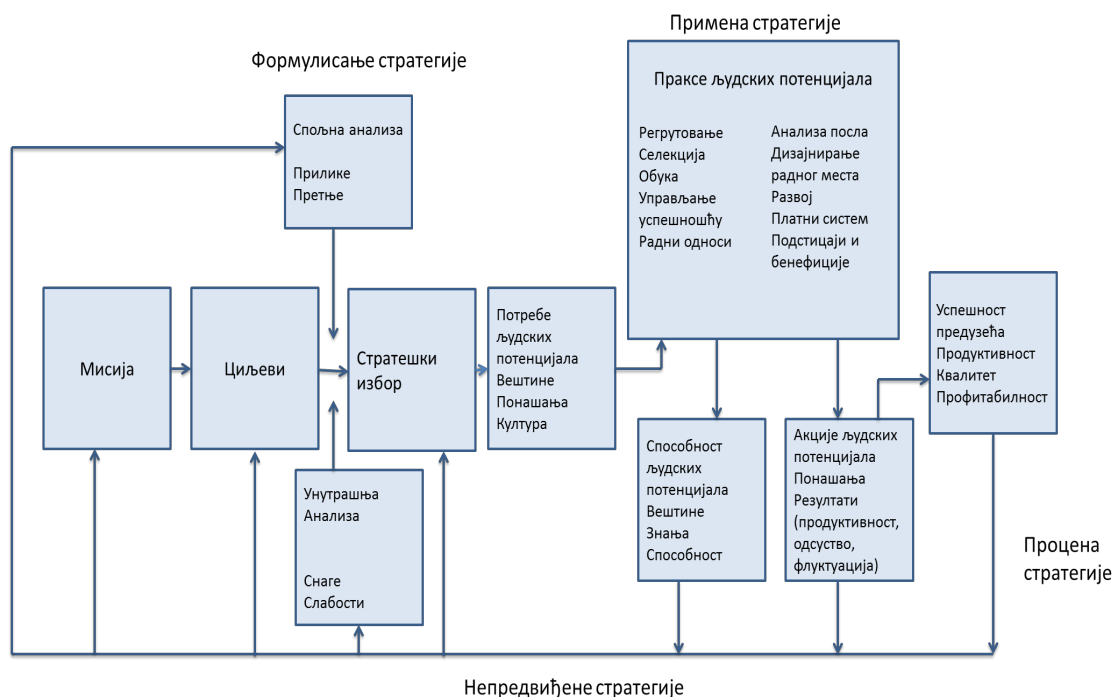 Примена стратегије
Формулисање стратегије
Спољна анализа
Прилике
Претње
Праксе људских потенцијала
Регрутовање
Селекција
Обука
Управљање
успешношћу
Радни односи
Анализа посла
Дизајнирање
радног места
Развој
Платни систем
Подстицаји и
бенефиције
Мисија
Циљеви
Стратешки
избор
Потребе
људских
потенцијала
Вештине
Понашања
Култура
Успешност
предузећа
Продуктивност
Квалитет
Профитабилност
Унутрашња
Анализа
Снаге
Слабости
Способност
људских
потенцијала
Вештине
Знања
Способност
Акције људских
потенцијала
Понашања
Резултати
(продуктивност,
одсуство,
флуктуација)
Процена
стратегије
Непредвиђене стратегије